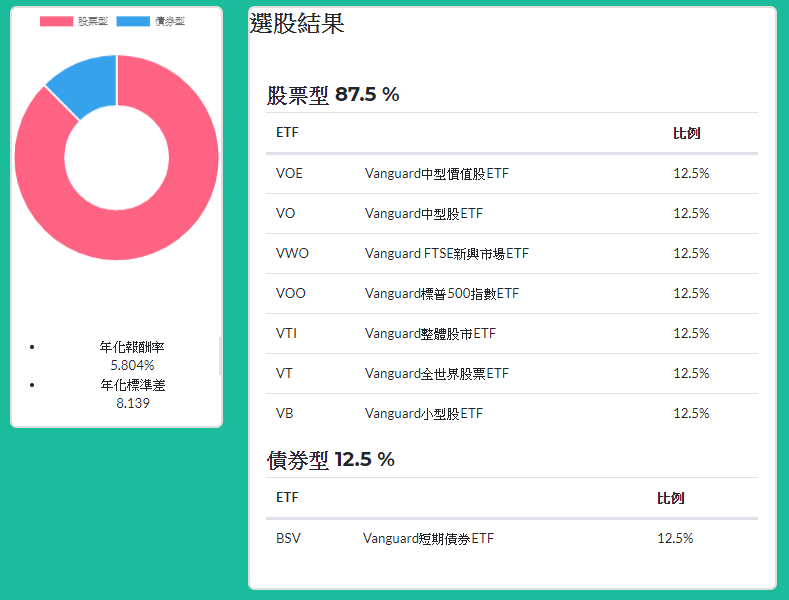 股票型 債券型
年化報酬率
5.804%
年化標準差
8.139
選股結果
股票型 87.5 %
ETF 比例
VOE Vanguard中型價值股ETF 12.5%
VO Vanguard中型股ETF 12.5%
VWO Vanguard FTSE新興市場ETF 12.5%
VOO Vanguard標普500指數ETF 12.5%
VTI Vanguard整體股市ETF 12.5%
VT Vanguard全世界股票ETF 12.5%
VB Vanguard小型股ETF 12.5%
債券型 12.5 %
ETF 比例
BSV Vanguard短期債券ETF 12.5%